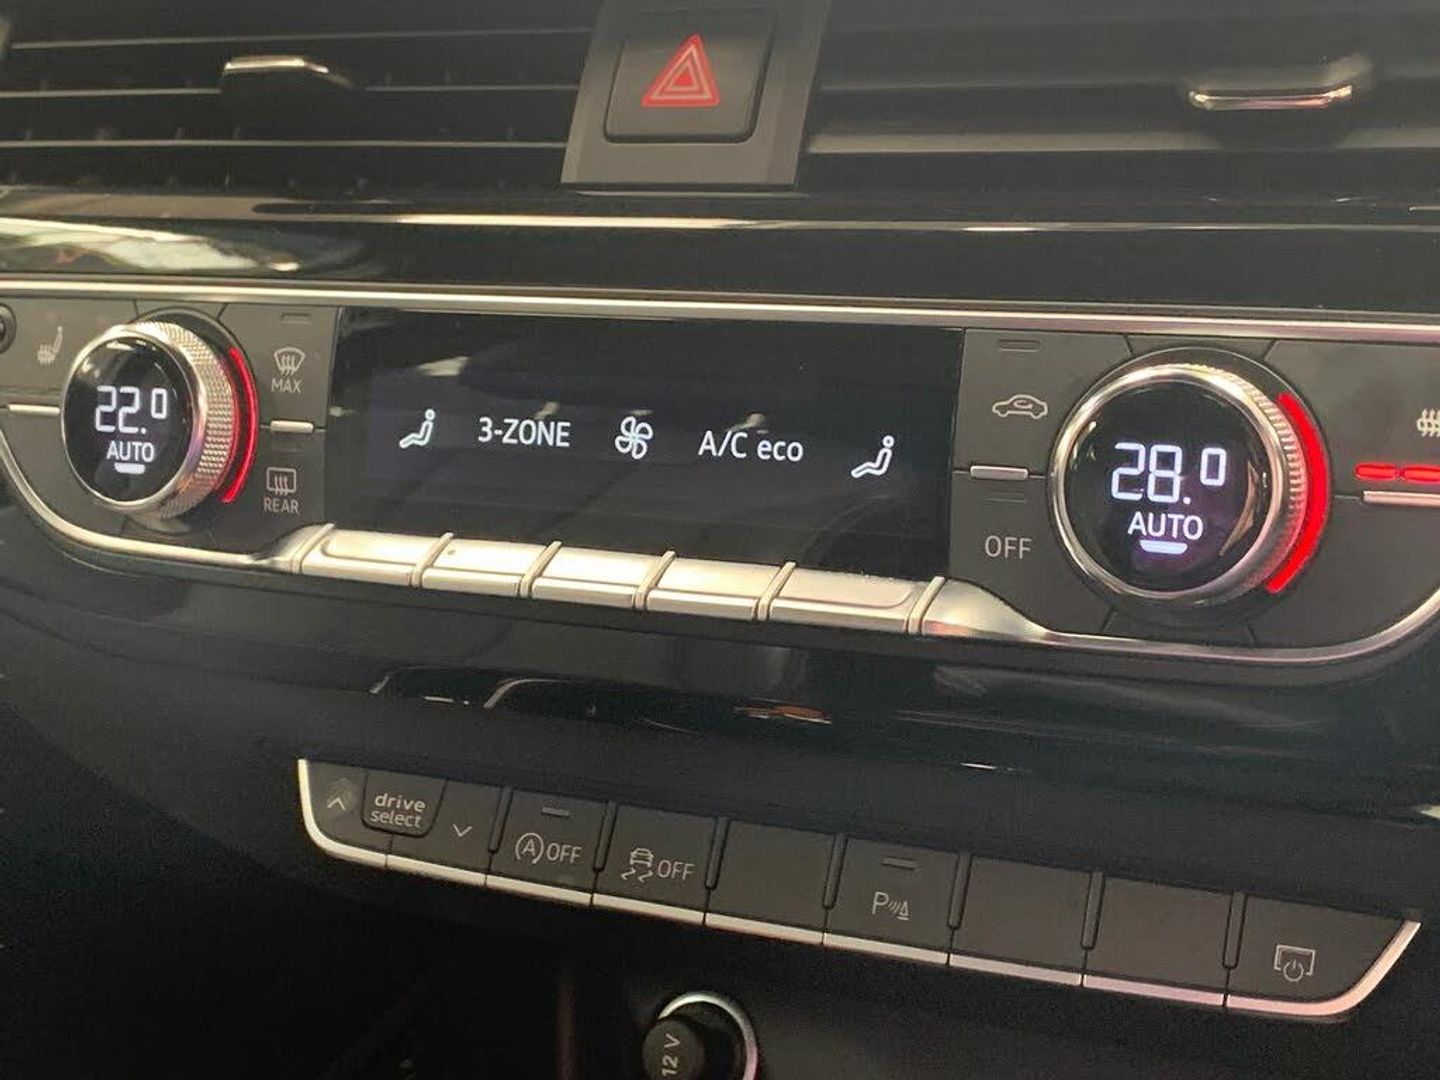 22.0
AUTO
MAX
REAR
3-ZONE
A/C eco
OFF
28.0
AUTO
drive
select
A OFF
OFF
P
12 V